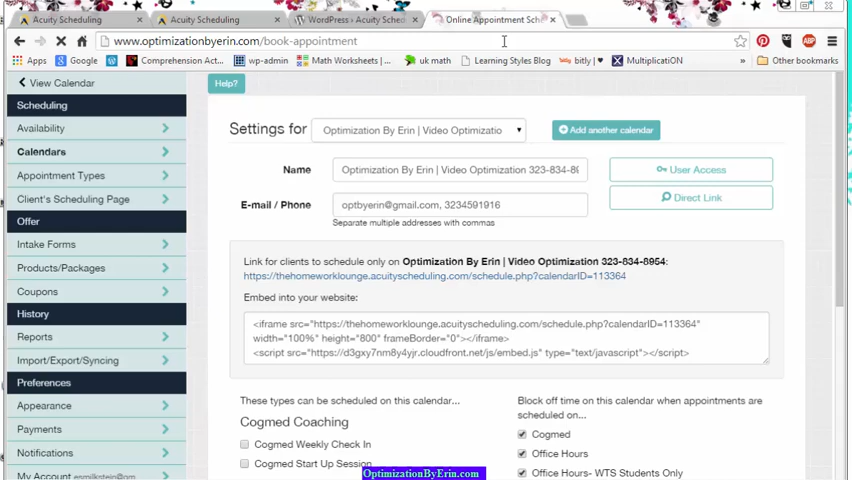 Acuity Scheduling
Acuity Scheduling
WordPress › Acuity Sched
Online Appointment Sche
www.optimizationbyerin.com/book-appointment
Apps
Google
wp-admin
Comprehension Act...
Math Worksheets |...
uk math
Learning Styles Blog
bitly | ♥
MultiplicatiON
»
Other bookmarks
View Calendar
Help?
Scheduling
Availability
Calendars
Appointment Types
Client's Scheduling Page
Offer
Intake Forms
Products/Packages
Coupons
History
Reports
Import/Export/Syncing
Preferences
Appearance
Payments
Notifications
My Account esmilkstein@gm
Settings for
Optimization By Erin | Video Optimizatio
Add another calendar
Name
Optimization By Erin | Video Optimization 323-834-8
User Access
E-mail / Phone
optbyerin@gmail.com, 3234591916
Direct Link
Separate multiple addresses with commas
Link for clients to schedule only on Optimization By Erin | Video Optimization 323-834-8954:
https://thehomeworklounge.acuityscheduling.com/schedule.php?calendarID=113364
Embed into your website:
<iframe src="https://thehomeworklounge.acuityscheduling.com/schedule.php?calendarID=113364"
width="100%" height="800" frameBorder="0"></iframe>
<script src="https://d3gxy7nm8y4yjr.cloudfront.net/js/embed.js" type="text/javascript"></script>
These types can be scheduled on this calendar...
Cogmed Coaching
Cogmed Weekly Check In
Cogmed Start Up Session
Block off time on this calendar when appointments are
scheduled on...
Cogmed
Office Hours
Office Hours- WTS Students Only
OptimizationByErin.com